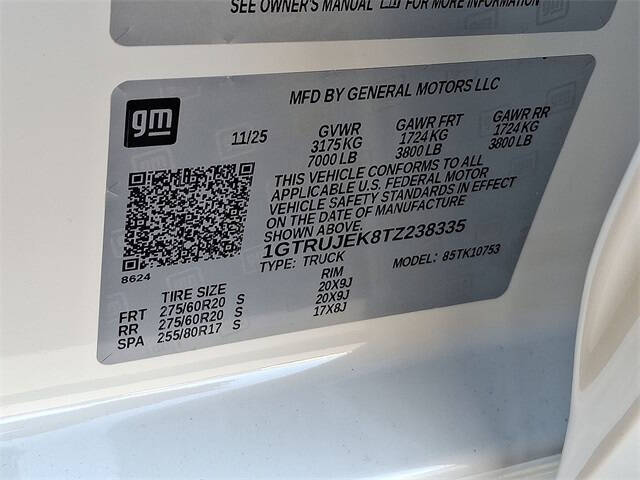 SEE OWNER'S MANUAL FOR MORE INFORMATION
gm
MFD BY GENERAL MOTORS LLC
11/25 GVWR GAWR FRT GAWR RR
3175 KG 1724 KG 1724 KG
7000 LB 3800 LB 3800 LB
THIS VEHICLE CONFORMS TO ALL
APPLICABLE U.S. FEDERAL MOTOR
VEHICLE SAFETY STANDARDS IN EFFECT
ON THE DATE OF MANUFACTURE
SHOWN ABOVE.
1GTRUJEK8TZ238335
TYPE: TRUCK MODEL: 85TK10753
8624
TIRE SIZE RIM
FRT 275/60R20 S 20X9J
RR 275/60R20 S 20X9J
SPA 255/80R17 S 17X8J